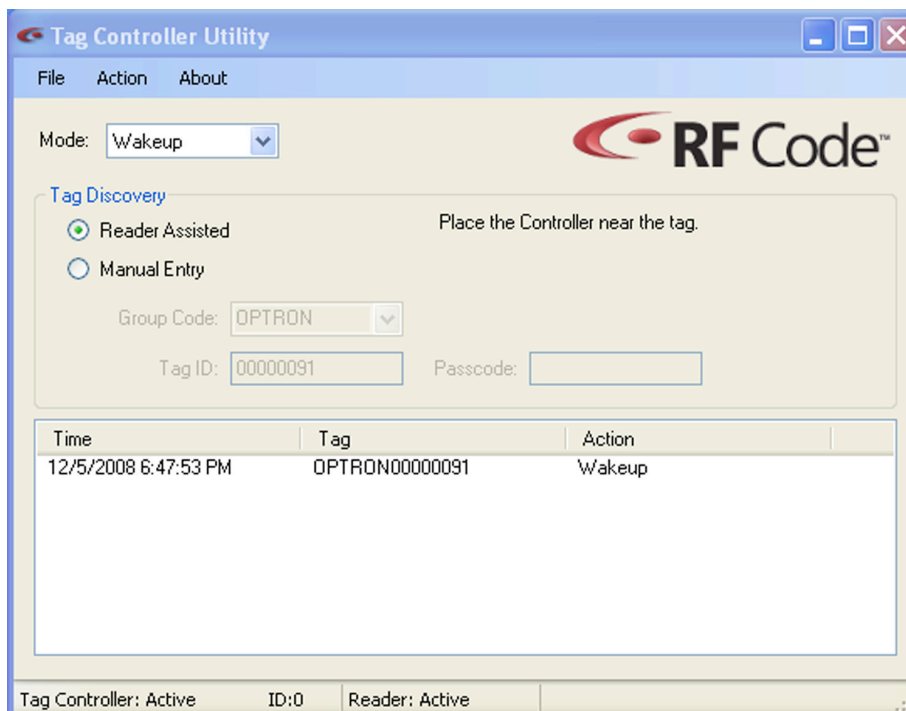 Tag Controller Utility
File Action About
Mode: Wakeup
RF Code™
Tag Discovery
Reader Assisted
Place the Controller near the tag.
Manual Entry
Group Code: OPTRON
Tag ID: 00000091 Passcode:
Time Tag Action
12/5/2008 6:47:53 PM OPTRON00000091 Wakeup
Tag Controller: Active ID:0 Reader: Active